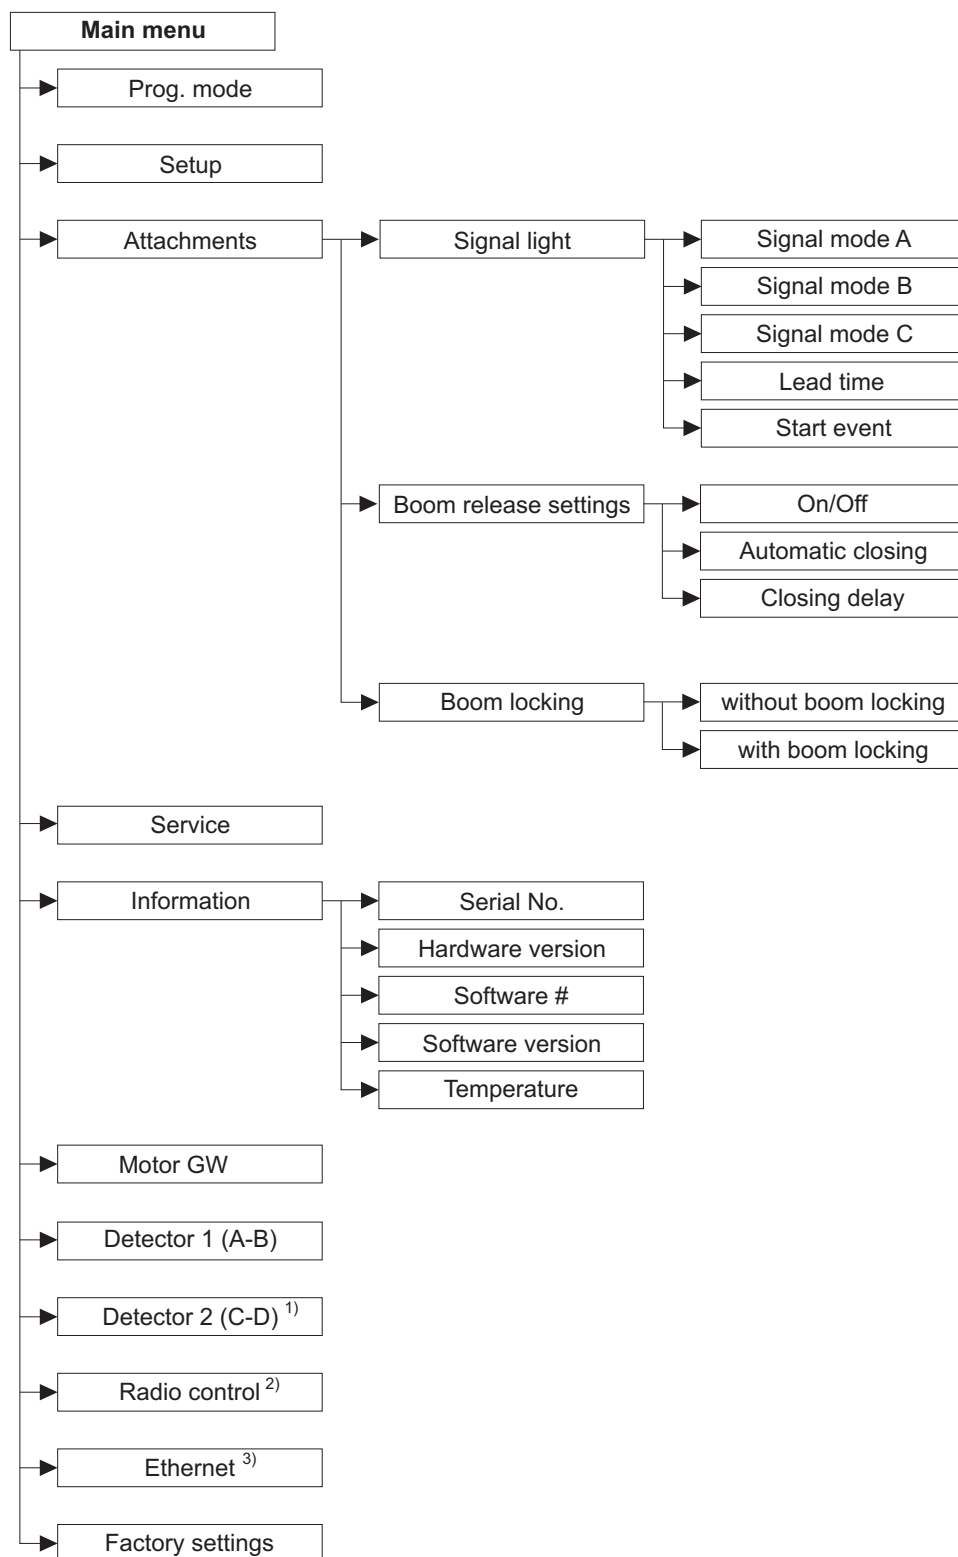 Main menu
Prog. mode
Setup
Attachments
Signal light
Signal mode A
Signal mode B
Signal mode C
Lead time
Start event
Boom release settings
On/Off
Automatic closing
Closing delay
Boom locking
without boom locking
with boom locking
Service
Information
Serial No.
Hardware version
Software #
Software version
Temperature
Motor GW
Detector 1 (A-B)
Detector 2 (C-D) 1)
Radio control 2)
Ethernet 3)
Factory settings